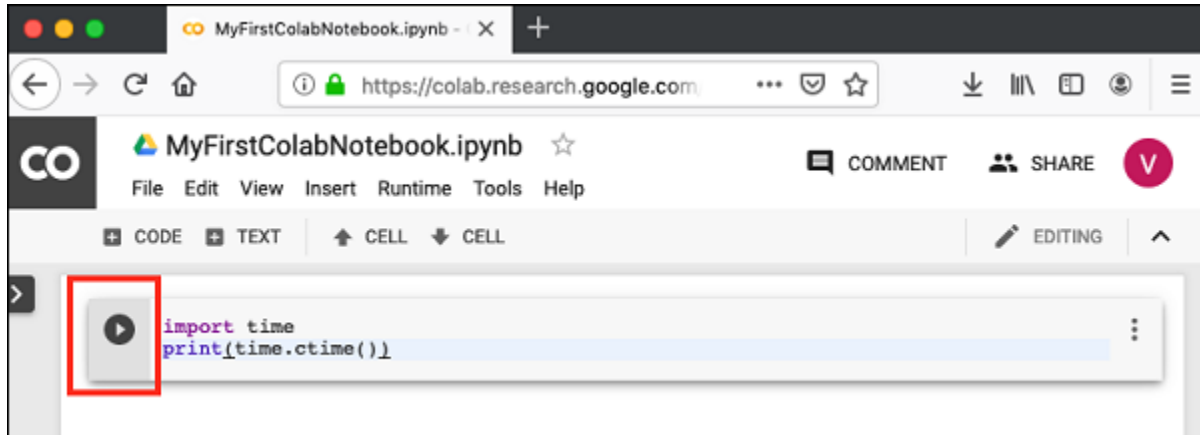 CO MyFirstColabNotebook.ipynb -
https://colab.research.google.com/
CO
MyFirstColabNotebook.ipynb
COMMENT SHARE V
File Edit View Insert Runtime Tools Help
CODE TEXT CELL CELL EDITING
import time
print(time.ctime())